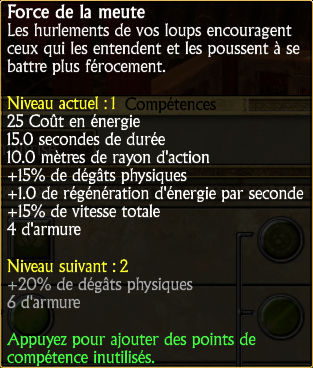 Force de la meute
Les hurlements de vos loups encouragent
ceux qui les entendent et les poussent à se
battre plus férocement.
Niveau actuel : 1 Compétences
25 Coût en énergie
15.0 secondes de durée
10.0 mètres de rayon d'action
+15% de dégâts physiques
+1.0 de régénération d'énergie par seconde
+15% de vitesse totale
4 d'armure
Niveau suivant : 2
+20% de dégâts physiques
6 d'armure
Appuyez pour ajouter des points de
compétence inutilisés.